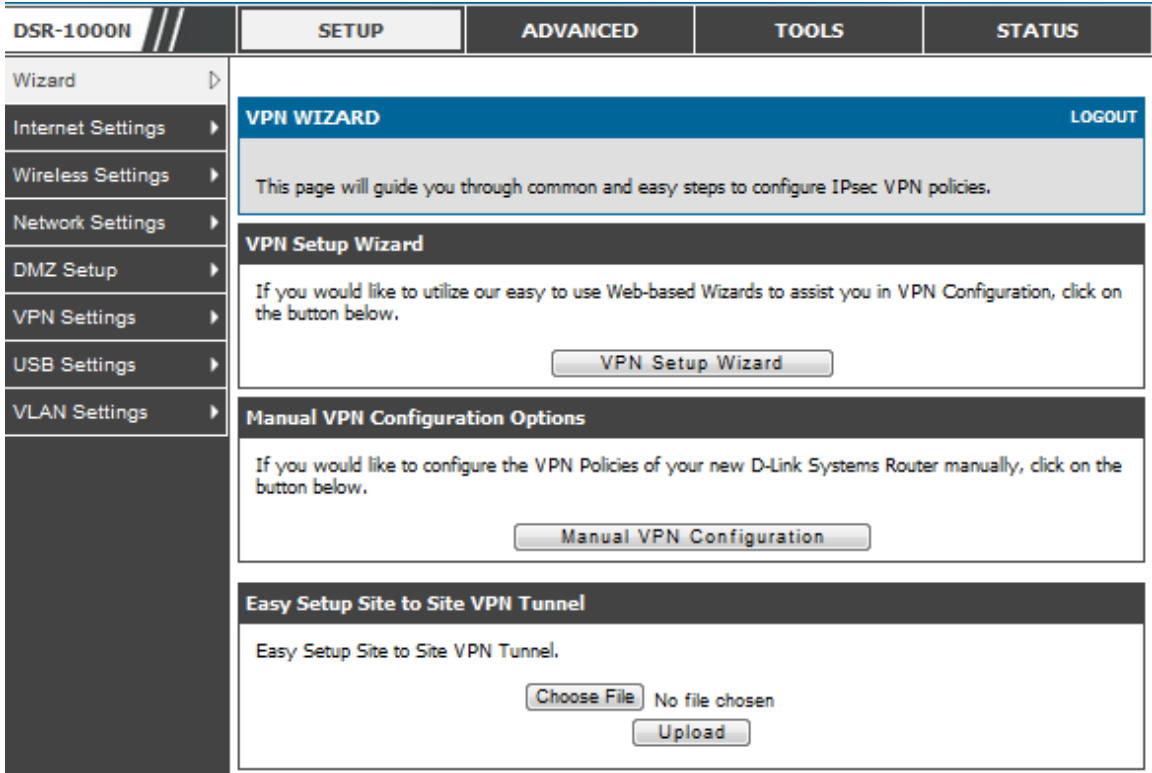 DSR-1000N
SETUP
ADVANCED
TOOLS
STATUS
Wizard
Internet Settings
Wireless Settings
Network Settings
DMZ Setup
VPN Settings
USB Settings
VLAN Settings
VPN WIZARD
LOGOUT
This page will guide you through common and easy steps to configure IPsec VPN policies.
VPN Setup Wizard
If you would like to utilize our easy to use Web-based Wizards to assist you in VPN Configuration, click on
the button below.
VPN Setup Wizard
Manual VPN Configuration Options
If you would like to configure the VPN Policies of your new D-Link Systems Router manually, click on the
button below.
Manual VPN Configuration
Easy Setup Site to Site VPN Tunnel
Easy Setup Site to Site VPN Tunnel.
Choose File No file chosen
Upload